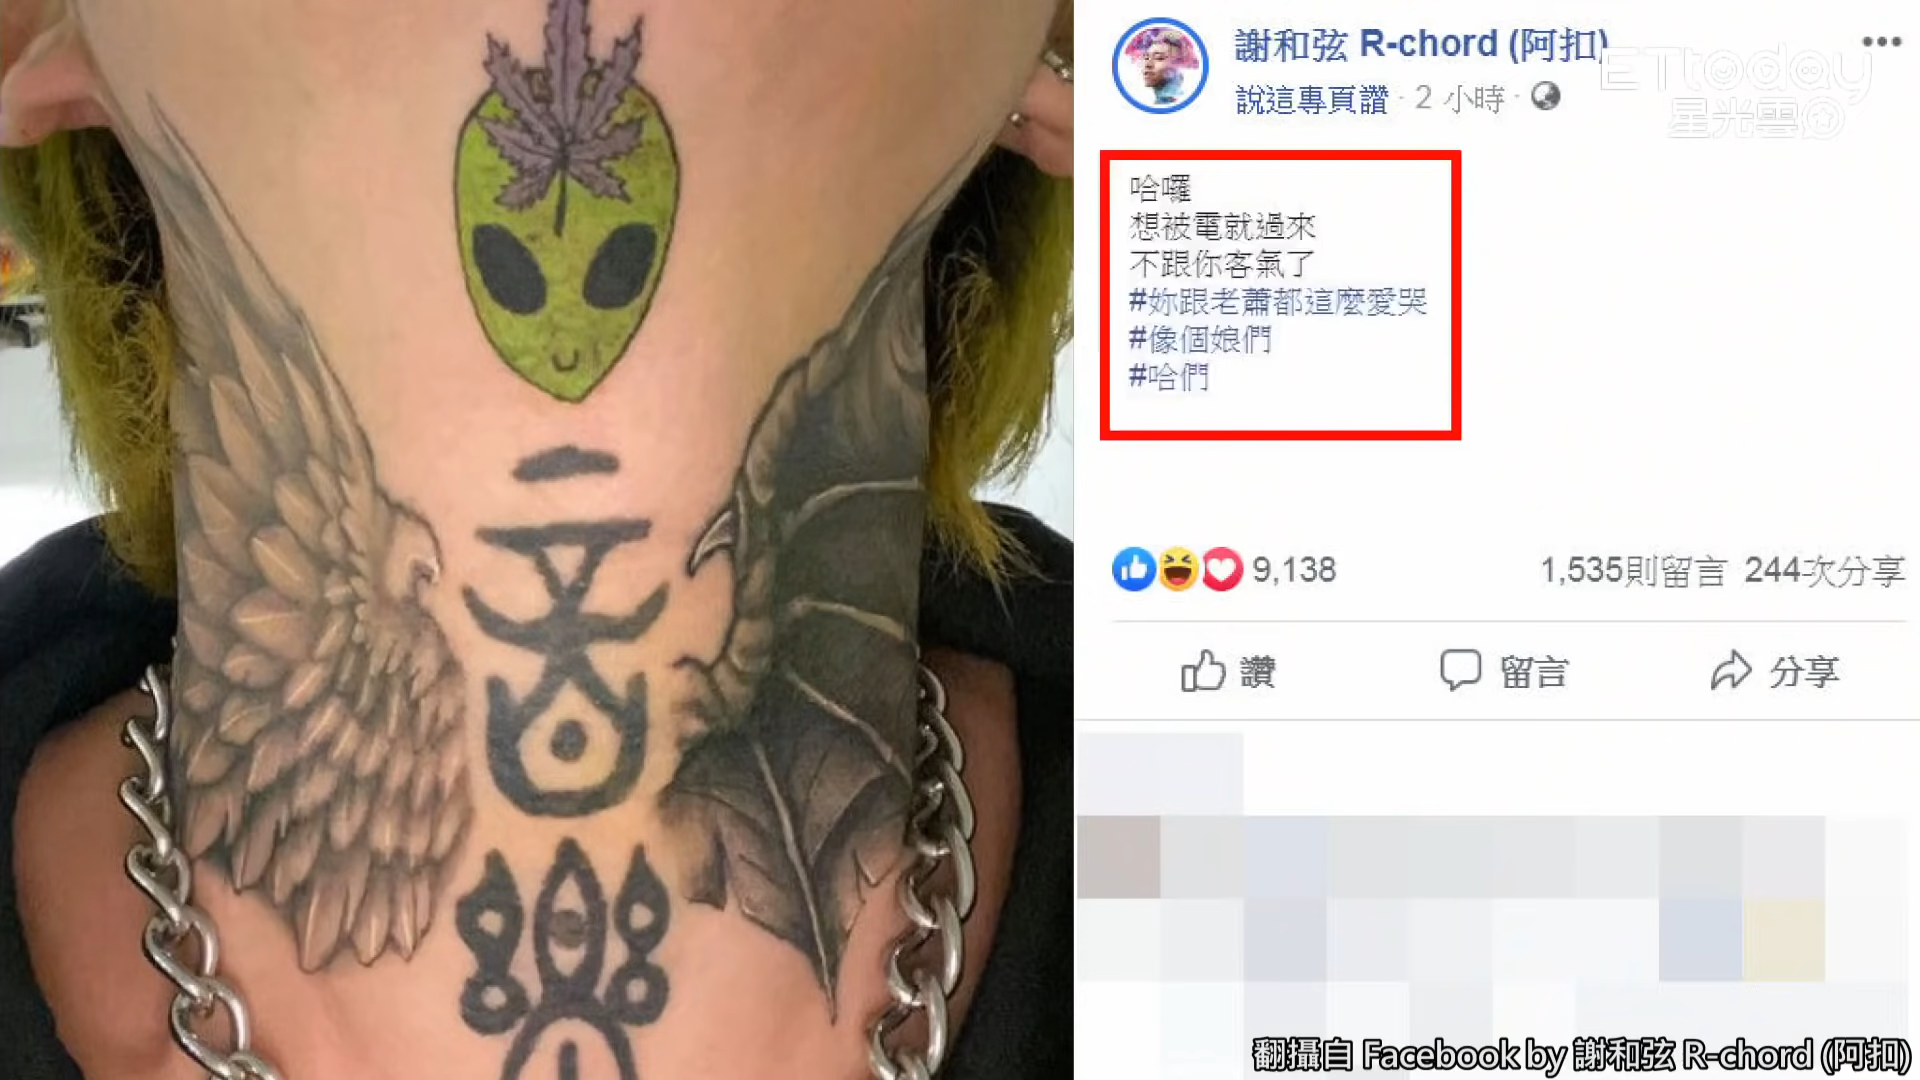 謝和弦 R-chord (阿扣)
ETtoday
星光雲
說這專頁讚 · 2 小時 ·
哈囉
想被電就過來
不跟你客氣了
#妳跟老蕭都這麼愛哭
#像個娘們
#哈們
9,138
1,535則留言 244次分享
讚
留言
分享
翻攝自 Facebook by 謝和弦 R-chord (阿扣)